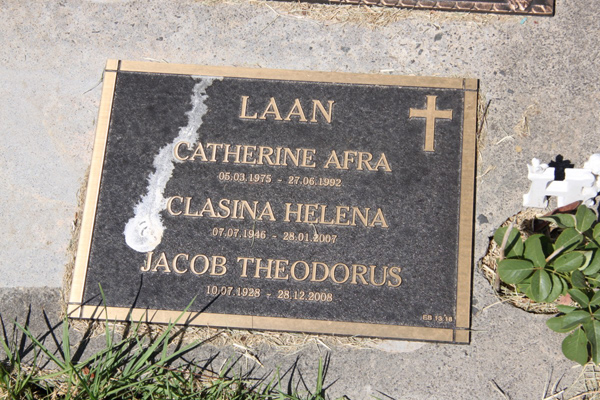 LAAN
CATHERINE AFRA
05.03.1975 - 27.06.1992
CLASINA HELENA
07.07.1946 - 28.01.2007
JACOB THEODORUS
10.07.1928 - 28.12.2008